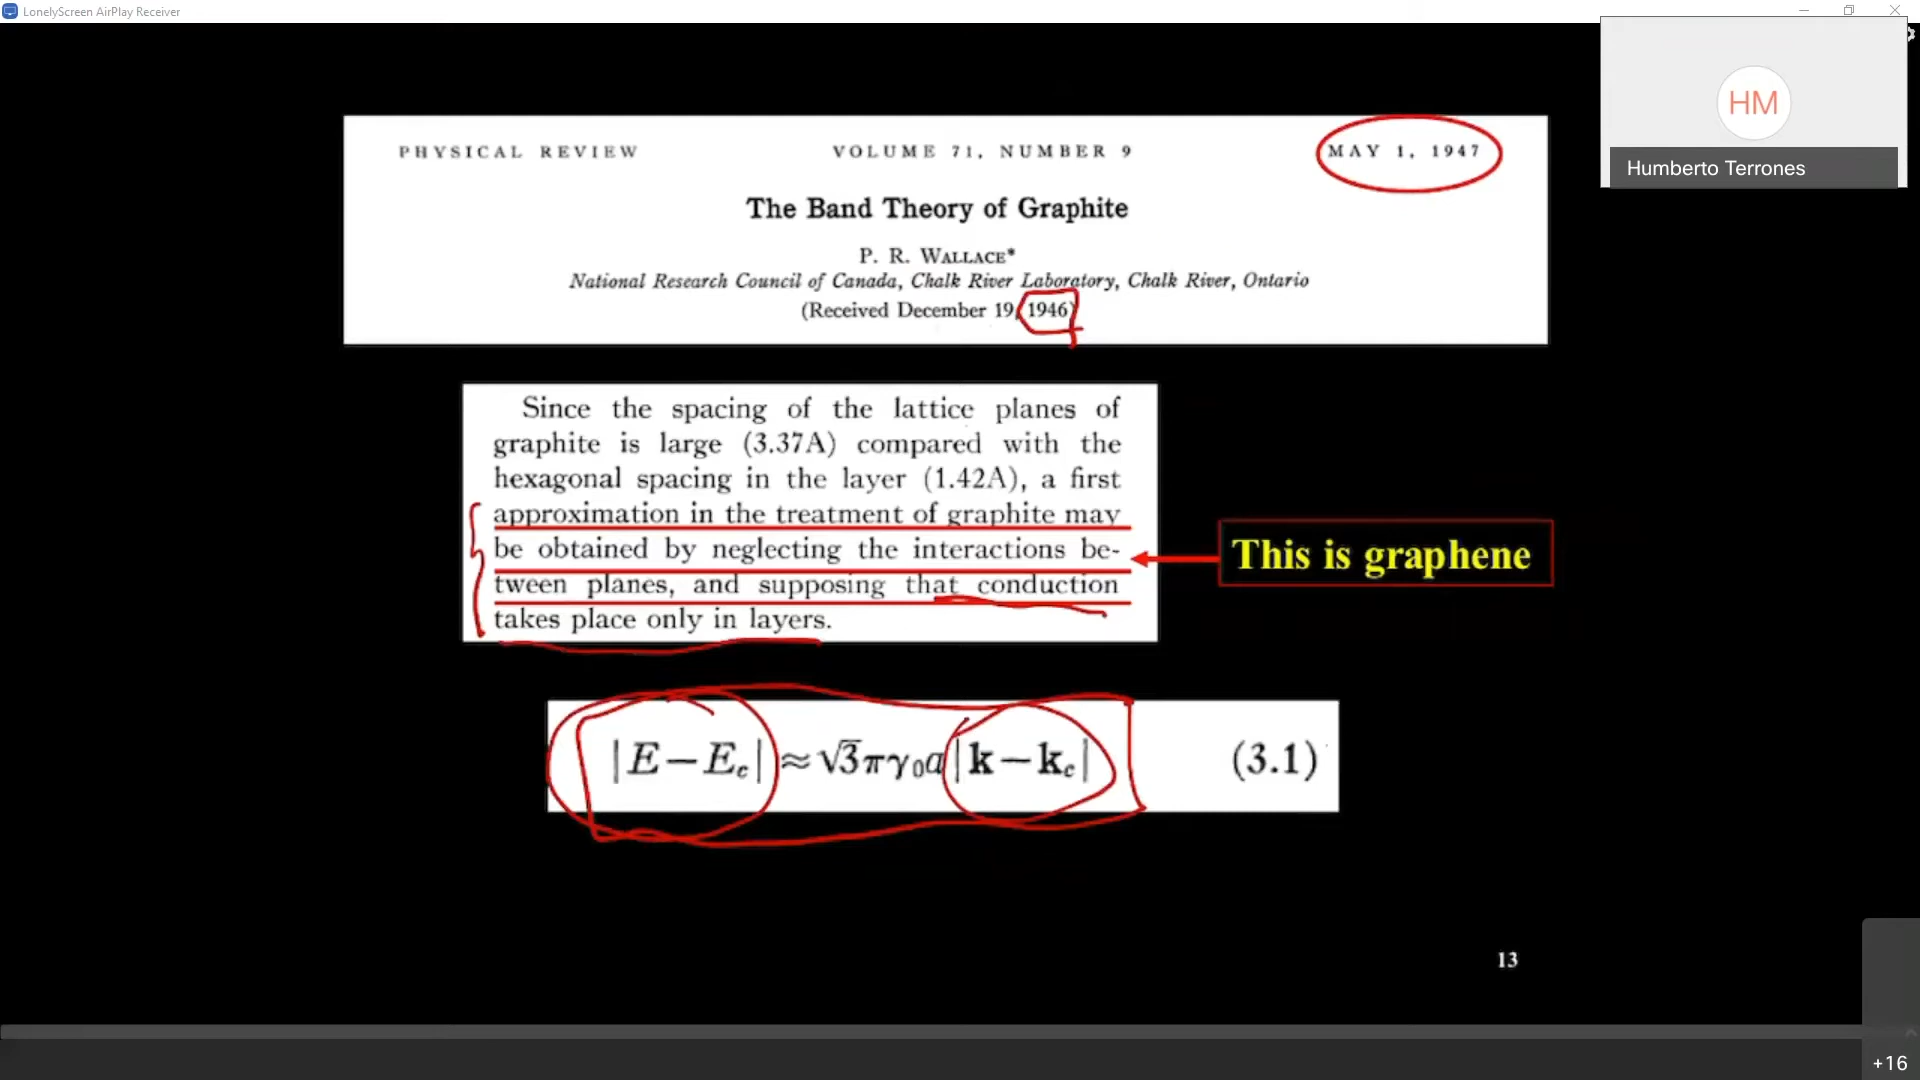 LonelyScreen AirPlay Receiver
HM
Humberto Terrones
PHYSICAL REVIEW VOLUME 71, NUMBER 9 MAY 1, 1947
The Band Theory of Graphite
P. R. WALLACE*
National Research Council of Canada, Chalk River Laboratory, Chalk River, Ontario
(Received December 19, 1946)
Since the spacing of the lattice planes of
graphite is large (3.37A) compared with the
hexagonal spacing in the layer (1.42A), a first
approximation in the treatment of graphite may
be obtained by neglecting the interactions be-
tween planes, and supposing that conduction
takes place only in layers.
This is graphene
|E−E_c| ≈ √3πγ₀a|k−k_c| (3.1)
13
+16